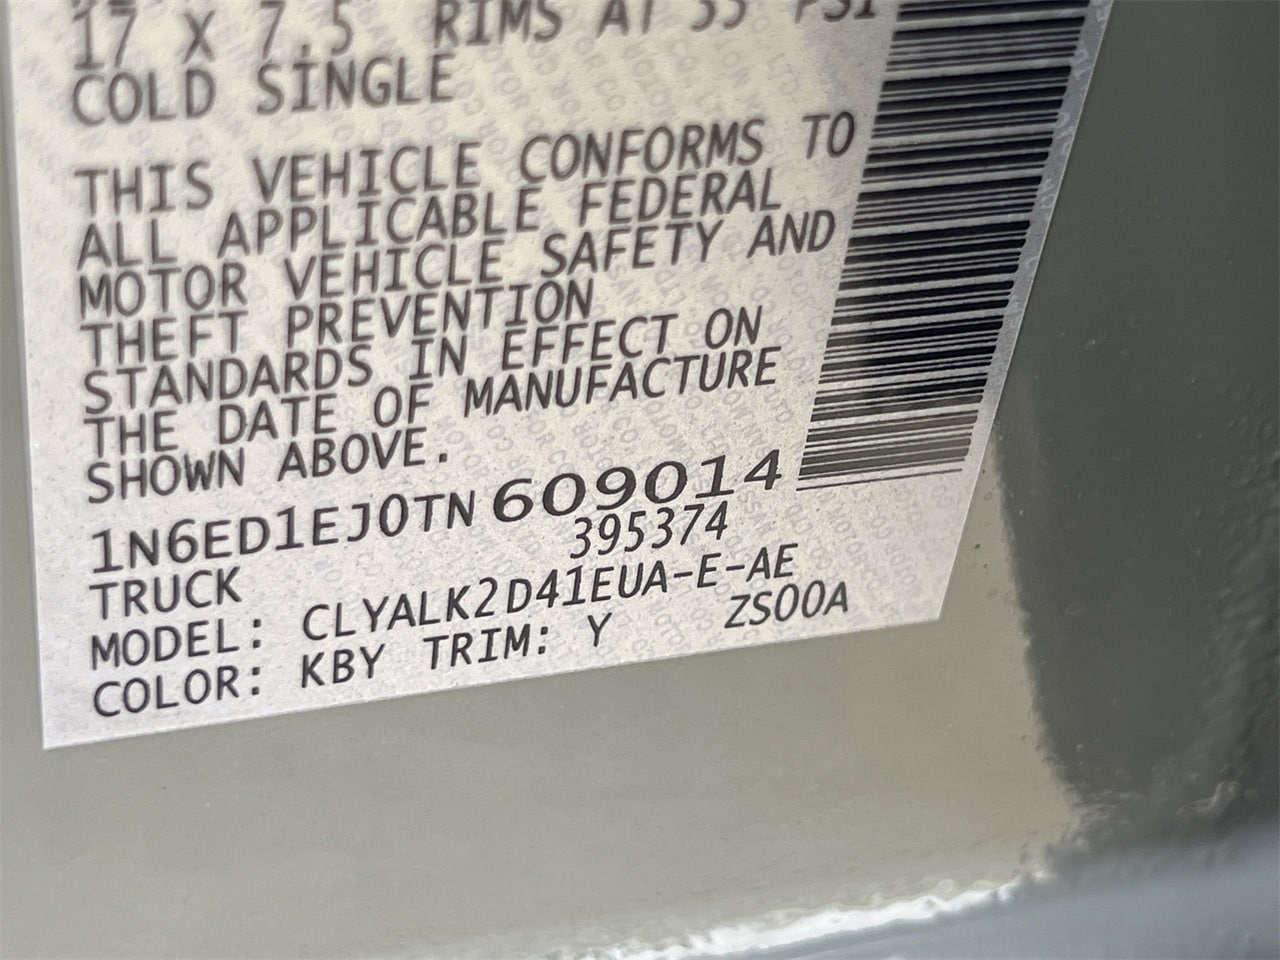 17 X 7.5 RIMS AT 35 PSI
COLD SINGLE
THIS VEHICLE CONFORMS TO
ALL APPLICABLE FEDERAL
MOTOR VEHICLE SAFETY AND
THEFT PREVENTION
STANDARDS IN EFFECT ON
THE DATE OF MANUFACTURE
SHOWN ABOVE.
1N6ED1EJ0TN609014
395374
TRUCK
MODEL: CLYALK2D41EUA-E-AE
COLOR: KBY TRIM: Y ZS00A